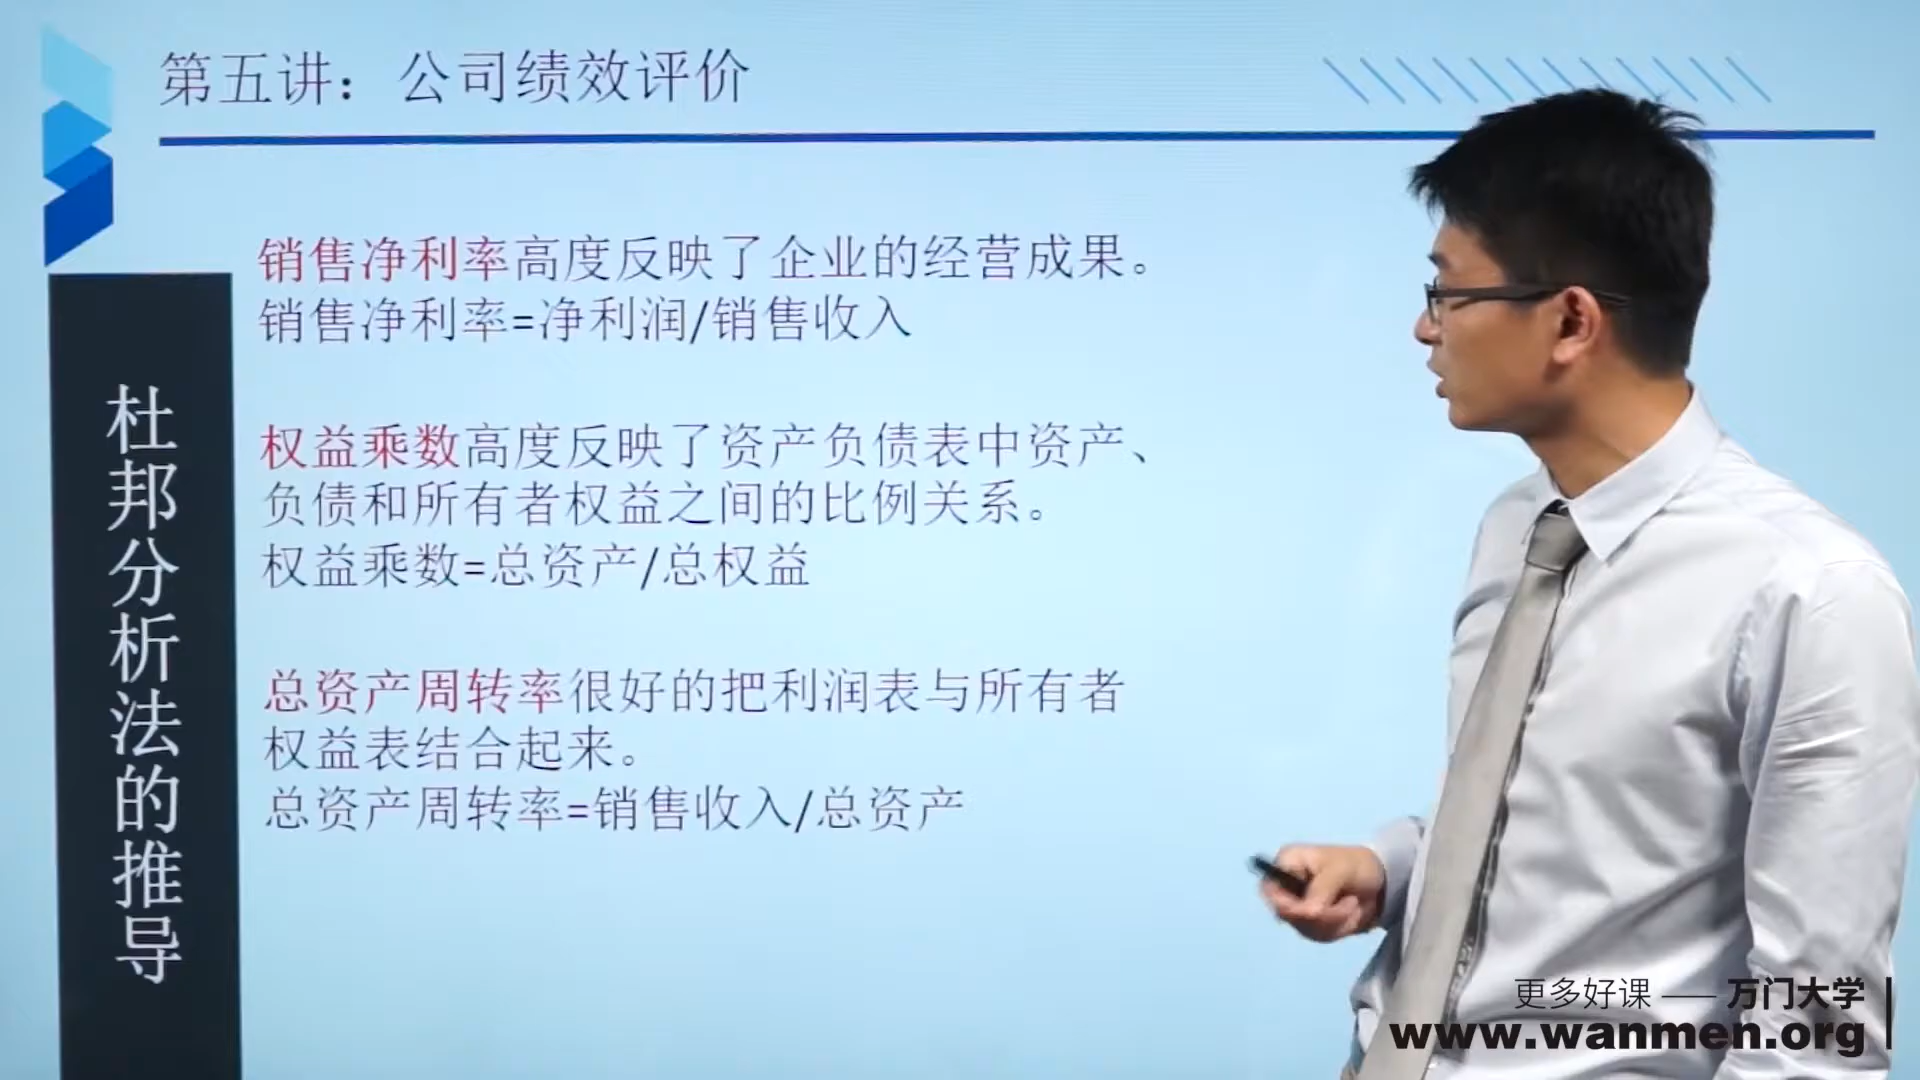 第五讲：公司绩效评价
杜邦分析法的推导
销售净利率高度反映了企业的经营成果。
销售净利率=净利润/销售收入
权益乘数高度反映了资产负债表中资产、
负债和所有者权益之间的比例关系。
权益乘数=总资产/总权益
总资产周转率很好的把利润表与所有者
权益表结合起来。
总资产周转率=销售收入/总资产
更多好课 —— 万门大学
www.wanmen.org